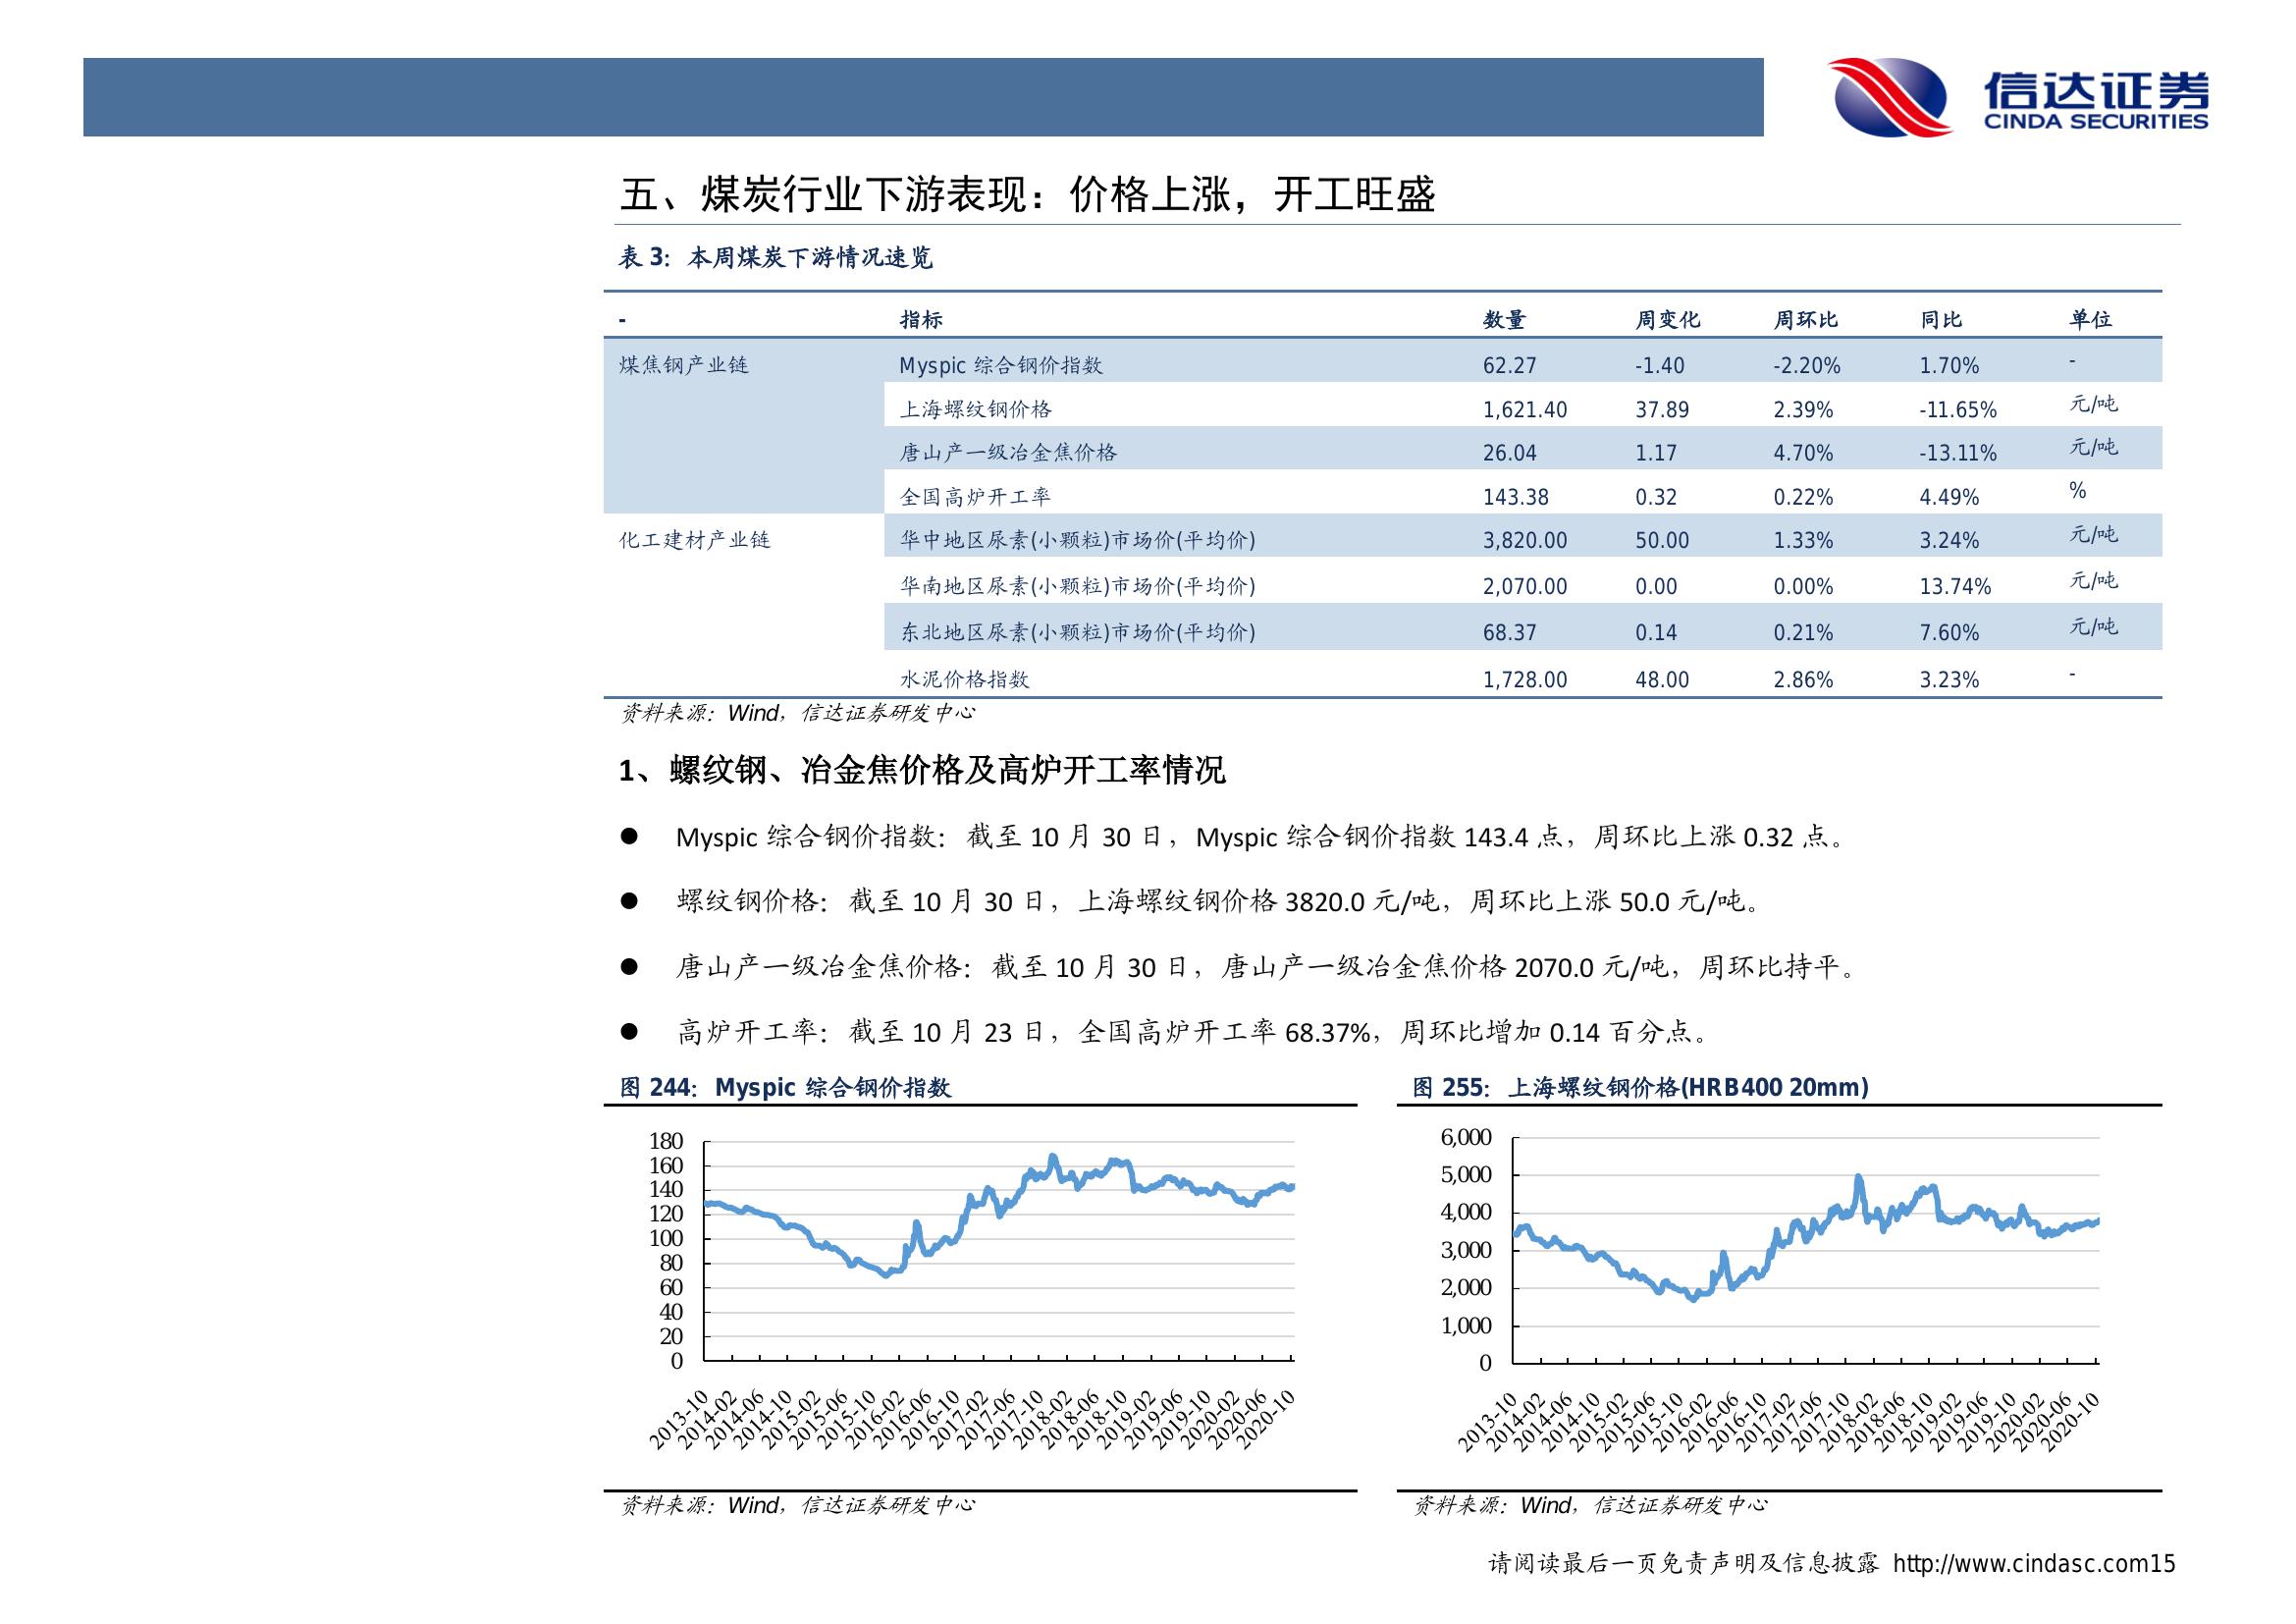 信达证券
CINDA SECURITIES
五、煤炭行业下游表现：价格上涨，开工旺盛
表 3：本周煤炭下游情况速览
- 指标 数量 周变化 周环比 同比 单位
煤焦钢产业链 Myspic 综合钢价指数 62.27 -1.40 -2.20% 1.70% -
上海螺纹钢价格 1,621.40 37.89 2.39% -11.65% 元/吨
唐山产一级冶金焦价格 26.04 1.17 4.70% -13.11% 元/吨
全国高炉开工率 143.38 0.32 0.22% 4.49% %
化工建材产业链 华中地区尿素(小颗粒)市场价(平均价) 3,820.00 50.00 1.33% 3.24% 元/吨
华南地区尿素(小颗粒)市场价(平均价) 2,070.00 0.00 0.00% 13.74% 元/吨
东北地区尿素(小颗粒)市场价(平均价) 68.37 0.14 0.21% 7.60% 元/吨
水泥价格指数 1,728.00 48.00 2.86% 3.23% -
资料来源：Wind，信达证券研发中心
1、螺纹钢、冶金焦价格及高炉开工率情况
● Myspic 综合钢价指数：截至 10 月 30 日，Myspic 综合钢价指数 143.4 点，周环比上涨 0.32 点。
● 螺纹钢价格：截至 10 月 30 日，上海螺纹钢价格 3820.0 元/吨，周环比上涨 50.0 元/吨。
● 唐山产一级冶金焦价格：截至 10 月 30 日，唐山产一级冶金焦价格 2070.0 元/吨，周环比持平。
● 高炉开工率：截至 10 月 23 日，全国高炉开工率 68.37%，周环比增加 0.14 百分点。
图 244：Myspic 综合钢价指数
180
160
140
120
100
80
60
40
20
0
2013-10 2014-02 2014-06 2014-10 2015-02 2015-06 2015-10 2016-02 2016-06 2016-10 2017-02 2017-06 2017-10 2018-02 2018-06 2018-10 2019-02 2019-06 2019-10 2020-02 2020-06 2020-10
资料来源：Wind，信达证券研发中心
图 255：上海螺纹钢价格(HRB400 20mm)
6,000
5,000
4,000
3,000
2,000
1,000
0
2013-10 2014-02 2014-06 2014-10 2015-02 2015-06 2015-10 2016-02 2016-06 2016-10 2017-02 2017-06 2017-10 2018-02 2018-06 2018-10 2019-02 2019-06 2019-10 2020-02 2020-06 2020-10
资料来源：Wind，信达证券研发中心
请阅读最后一页免责声明及信息披露 http://www.cindasc.com15